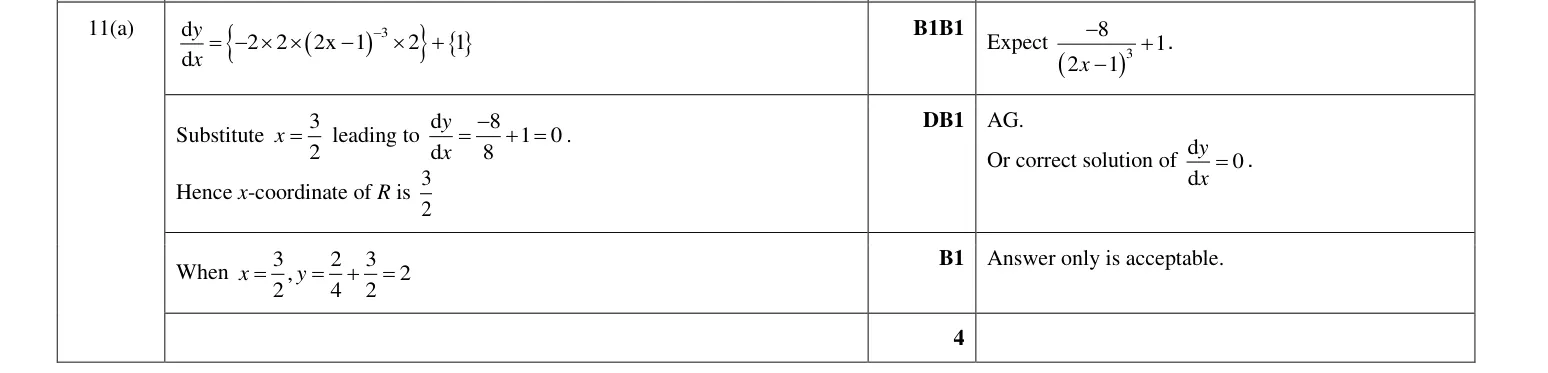 11(a)
dy/dx = {−2 × 2 × (2x − 1)⁻³ × 2} + {1}
B1B1
Expect −8/(2x − 1)³ + 1.
Substitute x = 3/2 leading to dy/dx = −8/8 + 1 = 0.
Hence x-coordinate of R is 3/2
DB1
AG.
Or correct solution of dy/dx = 0.
When x = 3/2, y = 2/4 + 3/2 = 2
B1
Answer only is acceptable.
4